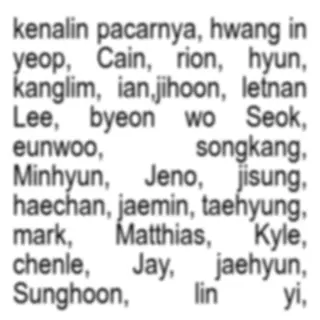 kenalin pacarnya, hwang in
yeop, Cain, rion, hyun,
kanglim, ian,jihoon, letnan
Lee, byeon wo Seok,
eunwoo, songkang,
Minhyun, Jeno, jisung,
haechan, jaemin, taehyung,
mark, Matthias, Kyle,
chenle, Jay, jaehyun,
Sunghoon, lin yi,